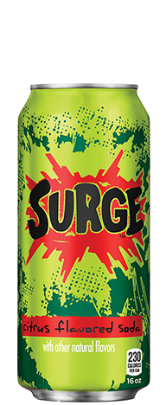 SURGE
citrus flavored soda
with other natural flavors
230
CALORIES
PER CAN
16 oz